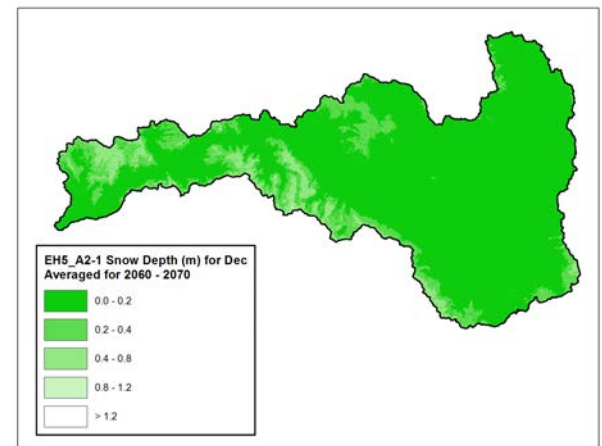 EH5_A2-1 Snow Depth (m) for Dec
Averaged for 2060 - 2070
0.0 - 0.2
0.2 - 0.4
0.4 - 0.8
0.8 - 1.2
> 1.2